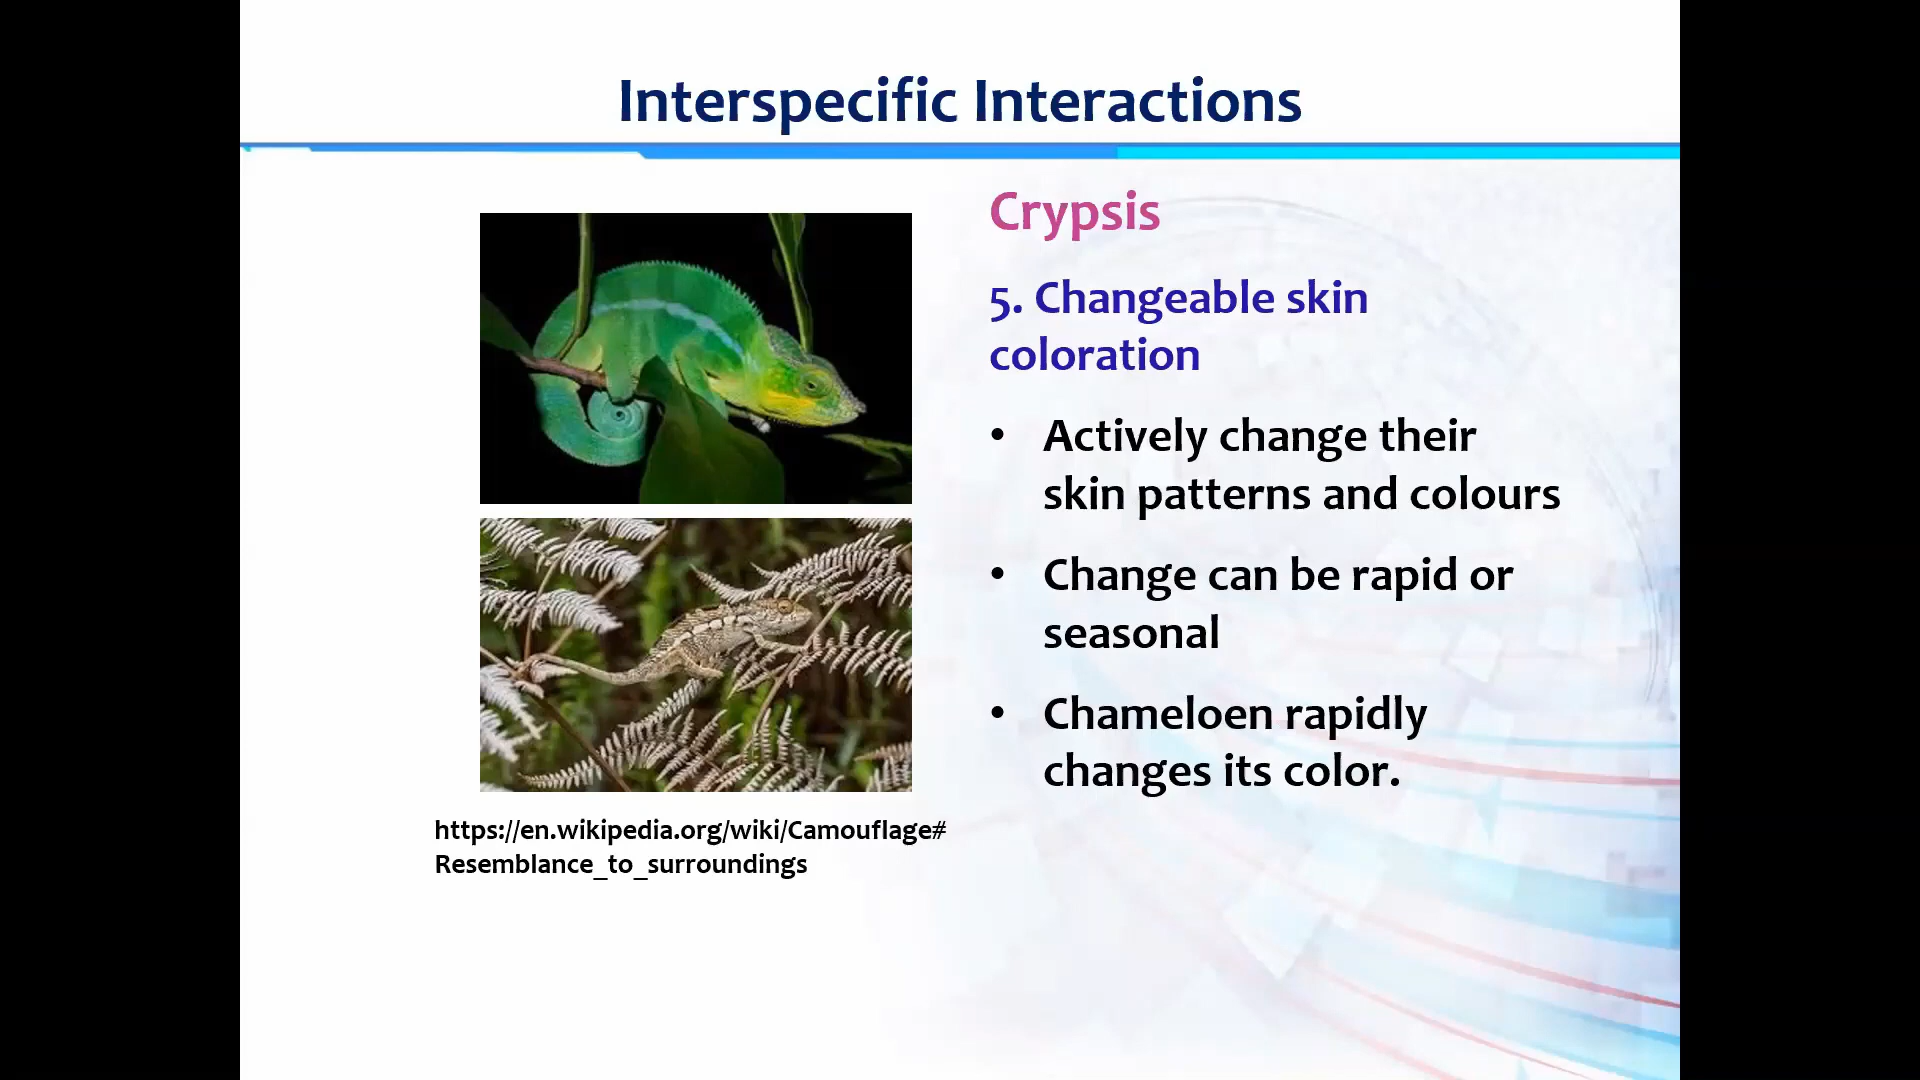 Interspecific Interactions
Crypsis
5. Changeable skin
coloration
• Actively change their
skin patterns and colours
• Change can be rapid or
seasonal
• Chameloen rapidly
changes its color.
https://en.wikipedia.org/wiki/Camouflage#
Resemblance_to_surroundings